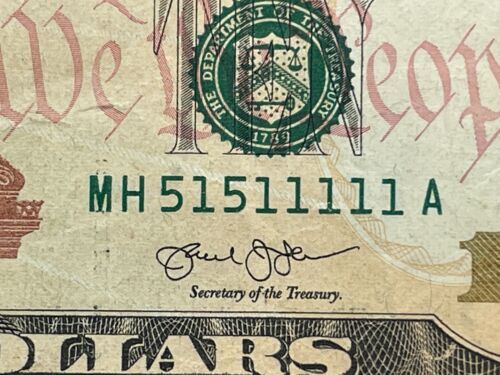 We the People
THE DEPARTMENT OF THE TREASURY
1789
MH 51511111 A
Secretary of the Treasury.
DOLLARS